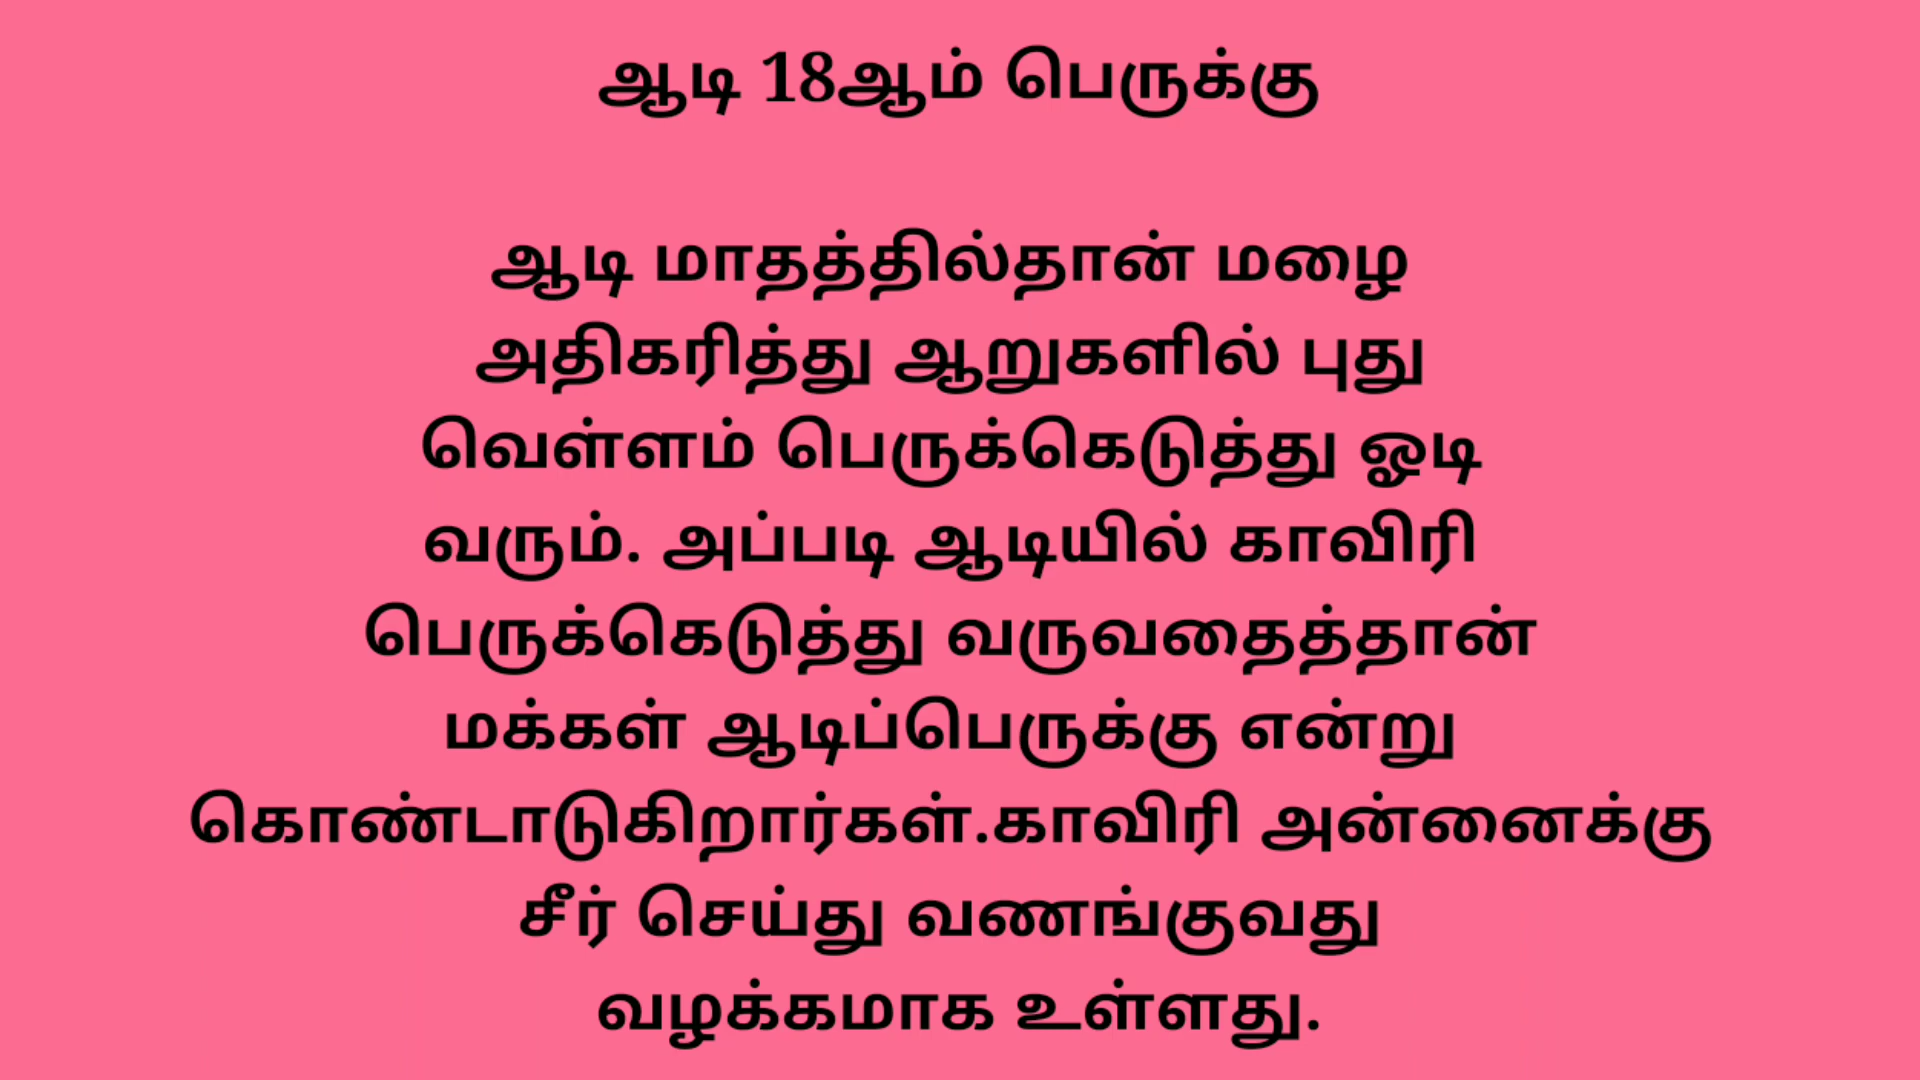 ஆடி 18ஆம் பெருக்கு
ஆடி மாதத்தில்தான் மழை
அதிகரித்து ஆறுகளில் புது
வெள்ளம் பெருக்கெடுத்து ஓடி
வரும். அப்படி ஆடியில் காவிரி
பெருக்கெடுத்து வருவதைத்தான்
மக்கள் ஆடிப்பெருக்கு என்று
கொண்டாடுகிறார்கள்.காவிரி அன்னைக்கு
சீர் செய்து வணங்குவது
வழக்கமாக உள்ளது.